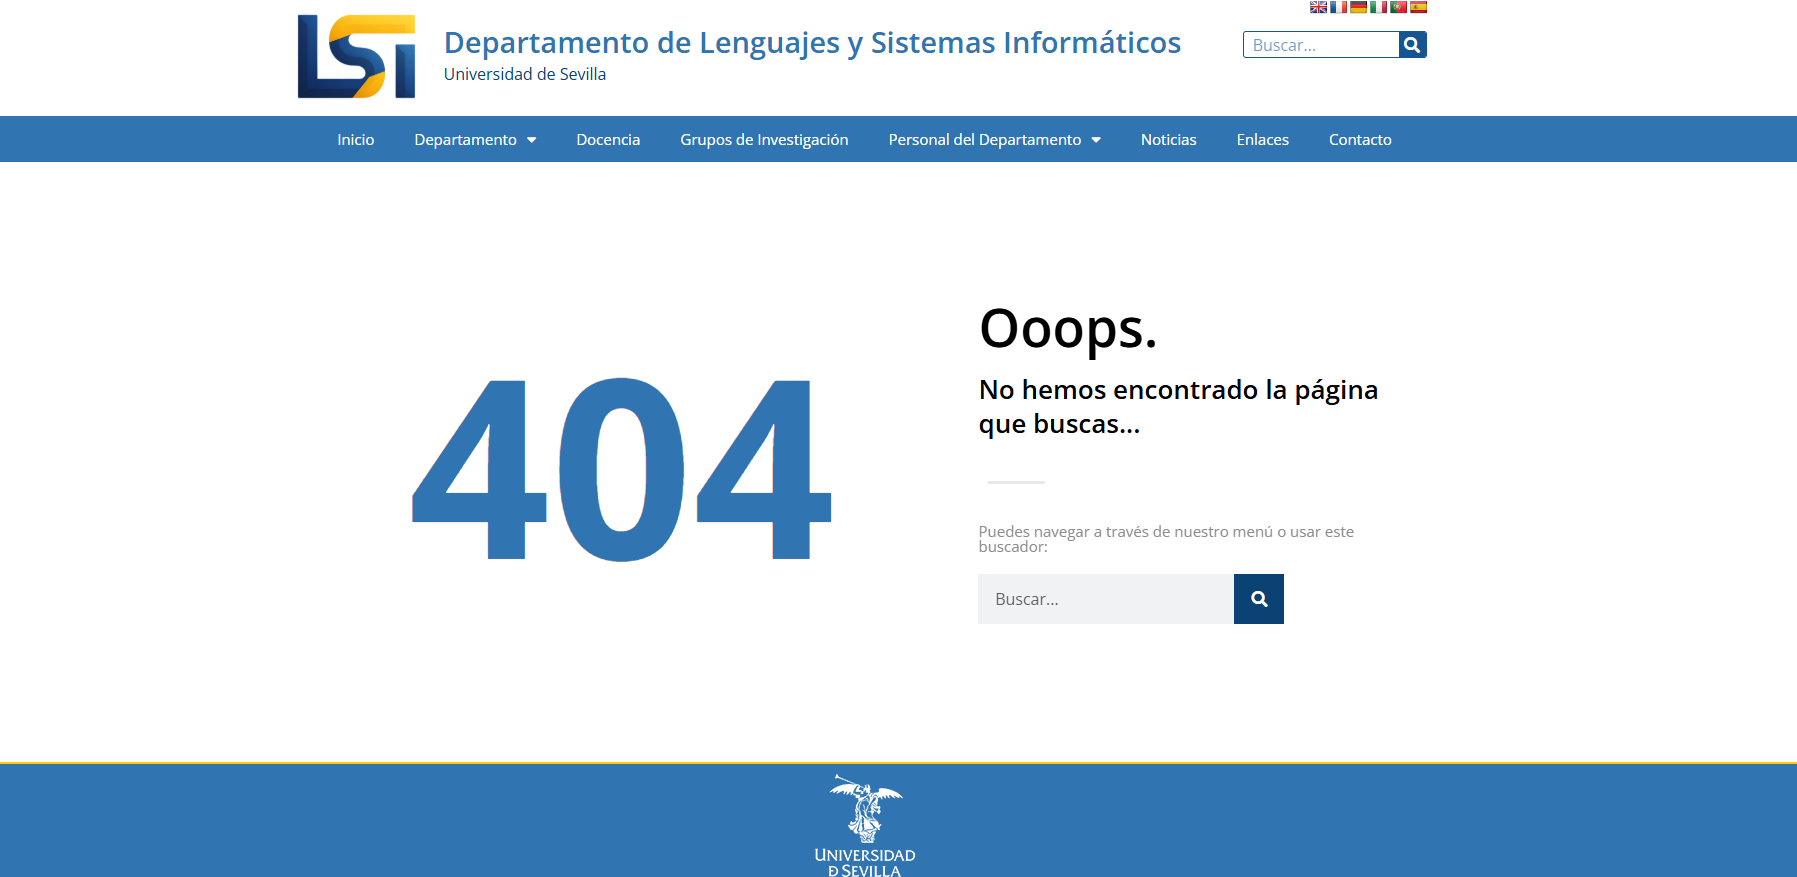 LSI
Departamento de Lenguajes y Sistemas Informáticos
Universidad de Sevilla
Buscar...
Inicio Departamento Docencia Grupos de Investigación Personal del Departamento Noticias Enlaces Contacto
404
Ooops.
No hemos encontrado la página
que buscas...
Puedes navegar a través de nuestro menú o usar este
buscador:
Buscar...
UNIVERSIDAD
D SEVILLA